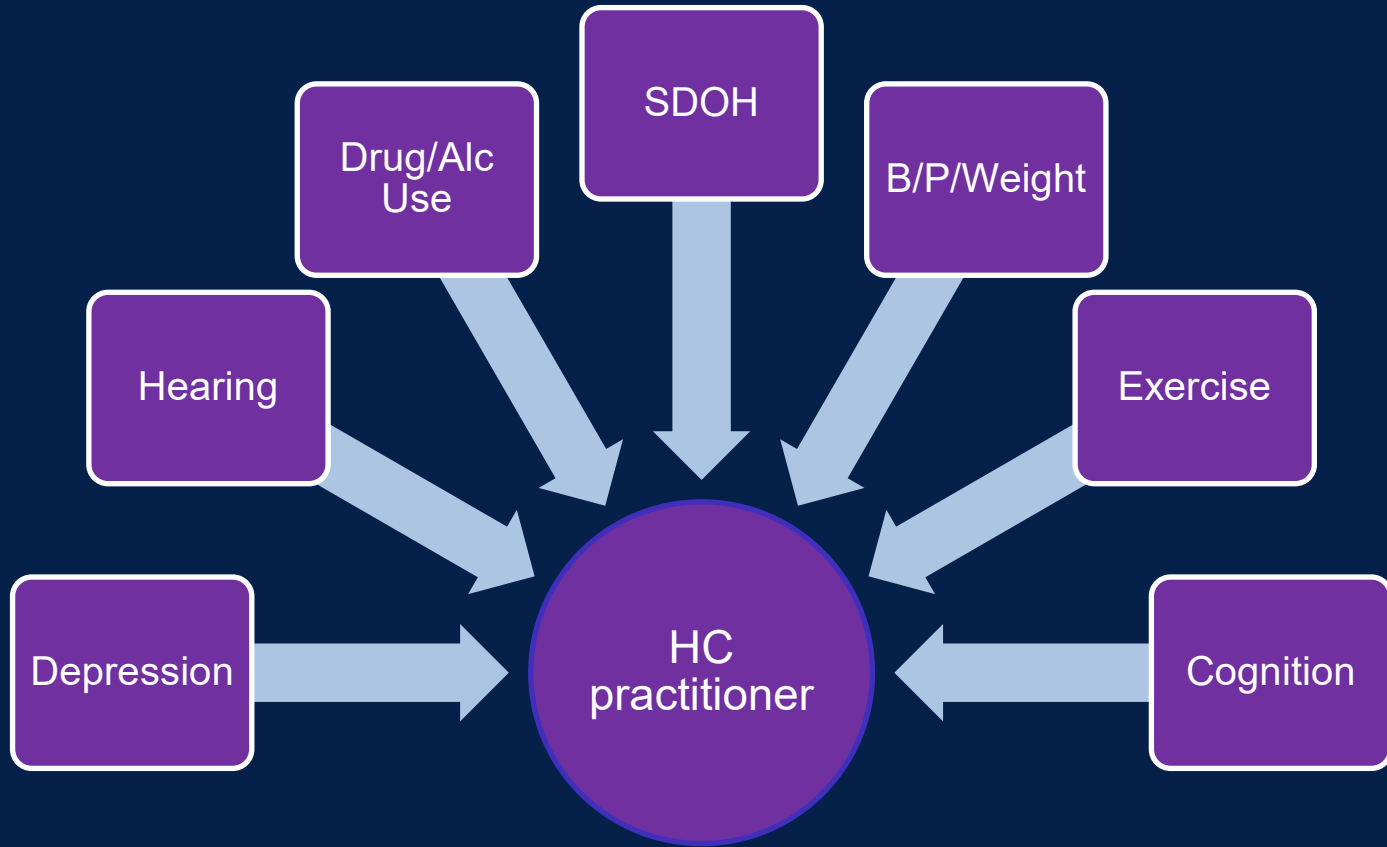 SDOH
Drug/Alc
Use
B/P/Weight
Hearing
Exercise
Depression
HC
practitioner
Cognition